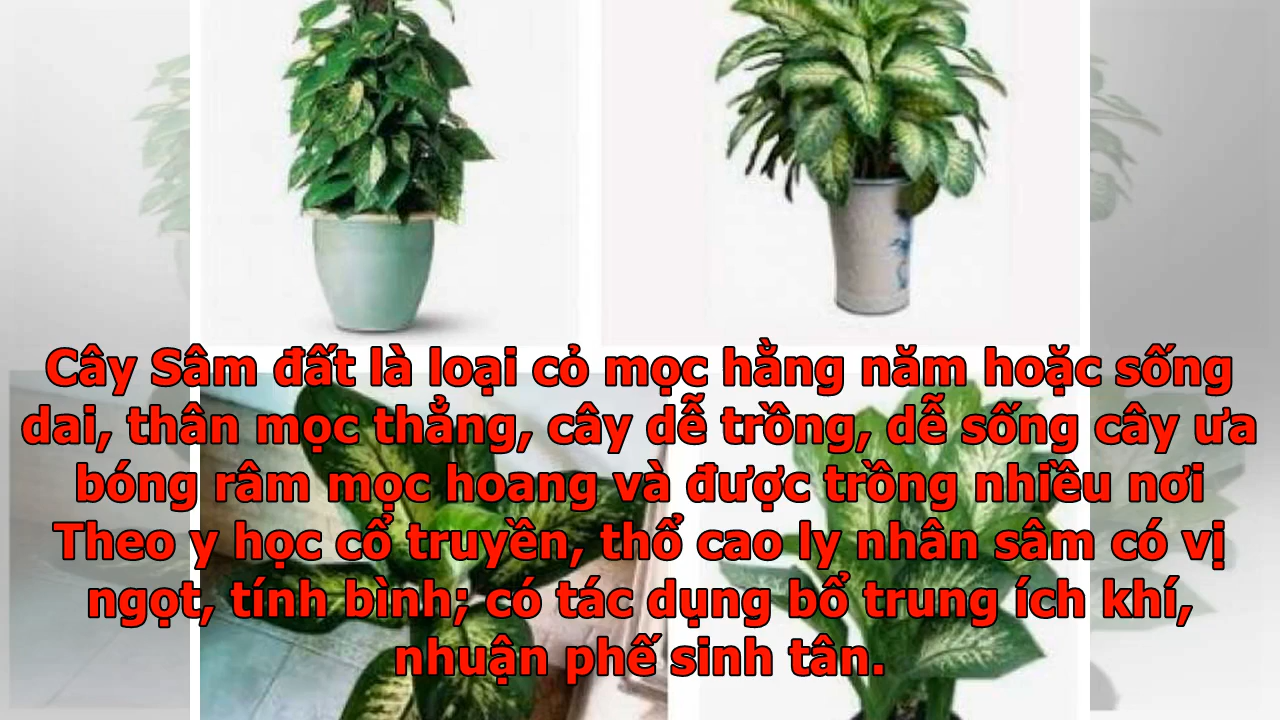 Cây Sâm đất là loại cỏ mọc hằng năm hoặc sống
dai, thân mọc thẳng, cây dễ trồng, dễ sống cây ưa
bóng râm mọc hoang và được trồng nhiều nơi
Theo y học cổ truyền, thổ cao ly nhân sâm có vị
ngọt, tính bình; có tác dụng bổ trung ích khí,
nhuận phế sinh tân.